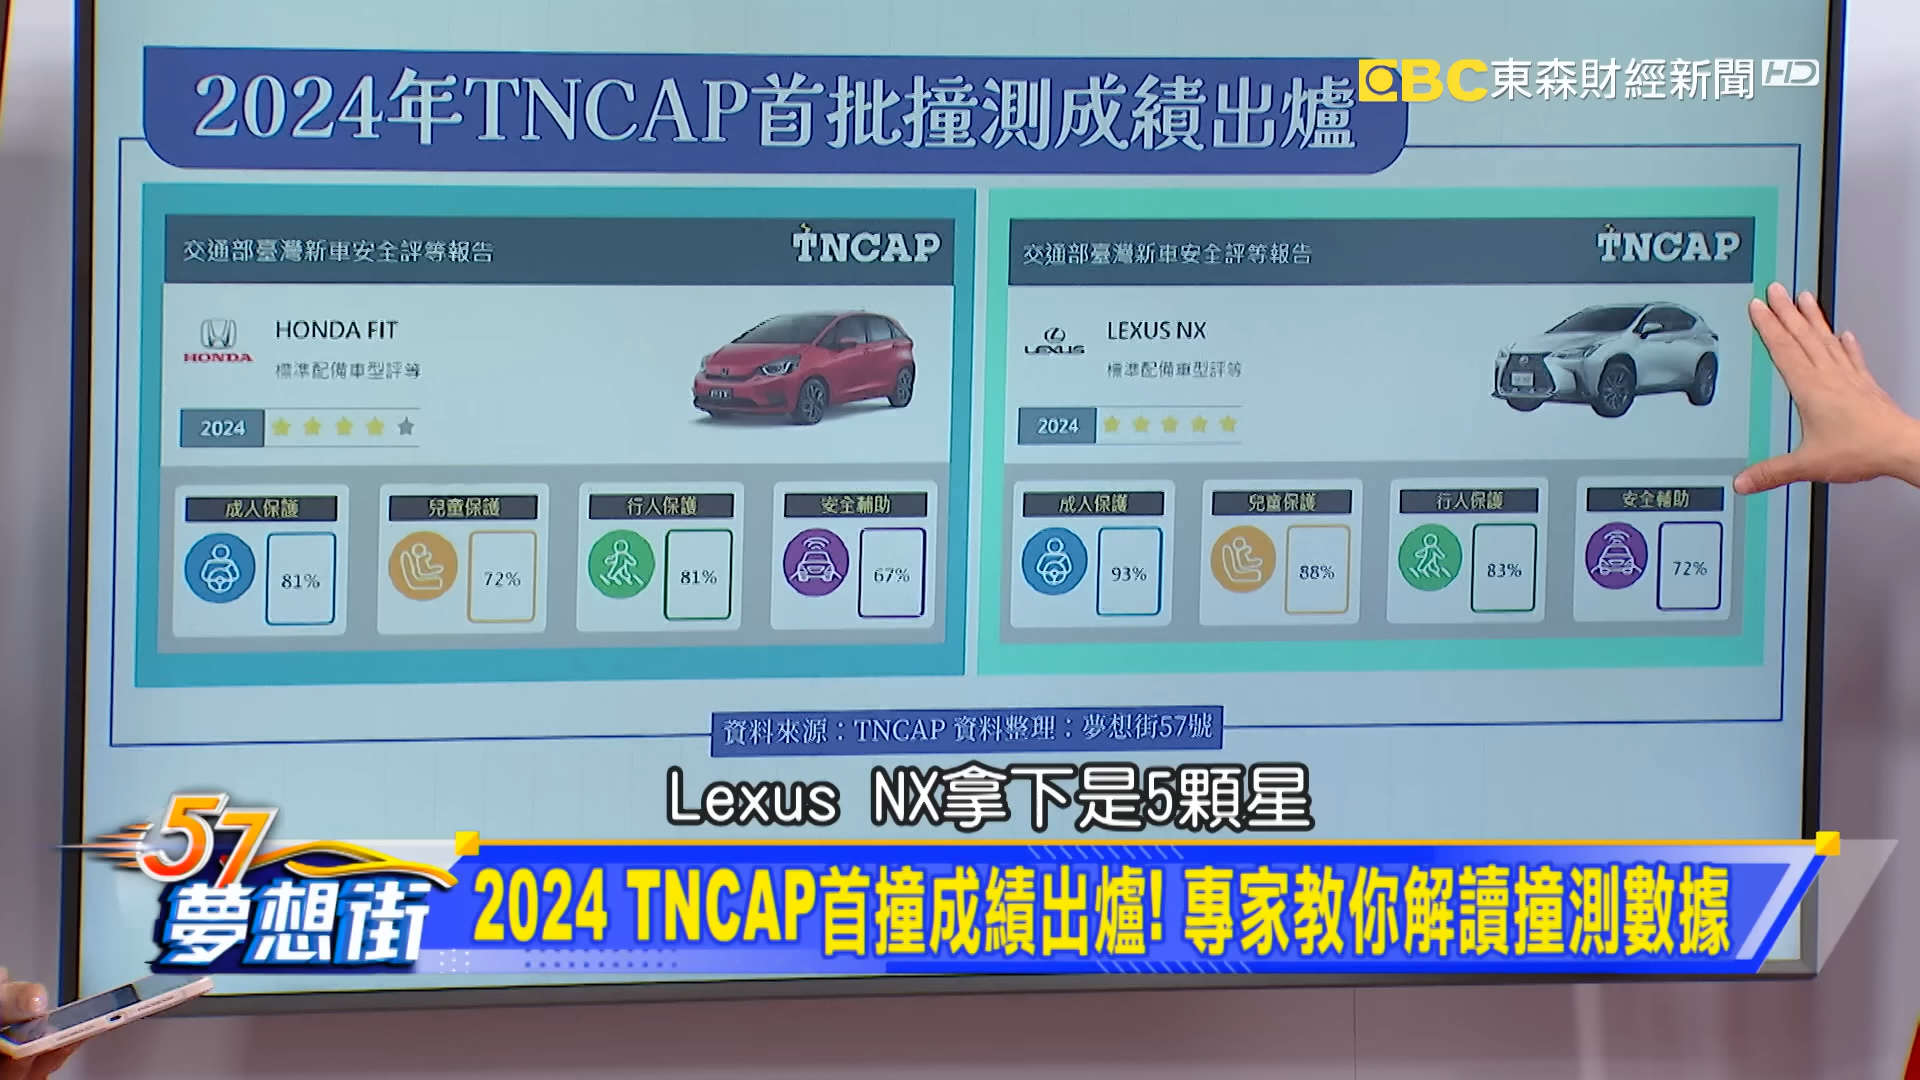 2024年TNCAP首批撞測成績出爐
EBC東森財經新聞HD
交通部臺灣新車安全評等報告
TNCAP
HONDA
HONDA FIT
標準配備車型評等
2024
成人保護
兒童保護
行人保護
安全輔助
81%
72%
81%
67%
交通部臺灣新車安全評等報告
TNCAP
LEXUS
LEXUS NX
標準配備車型評等
2024
成人保護
兒童保護
行人保護
安全輔助
93%
88%
83%
72%
資料來源：TNCAP 資料整理：夢想街57號
Lexus NX拿下是5顆星
57
夢想街
2024 TNCAP首撞成績出爐! 專家教你解讀撞測數據